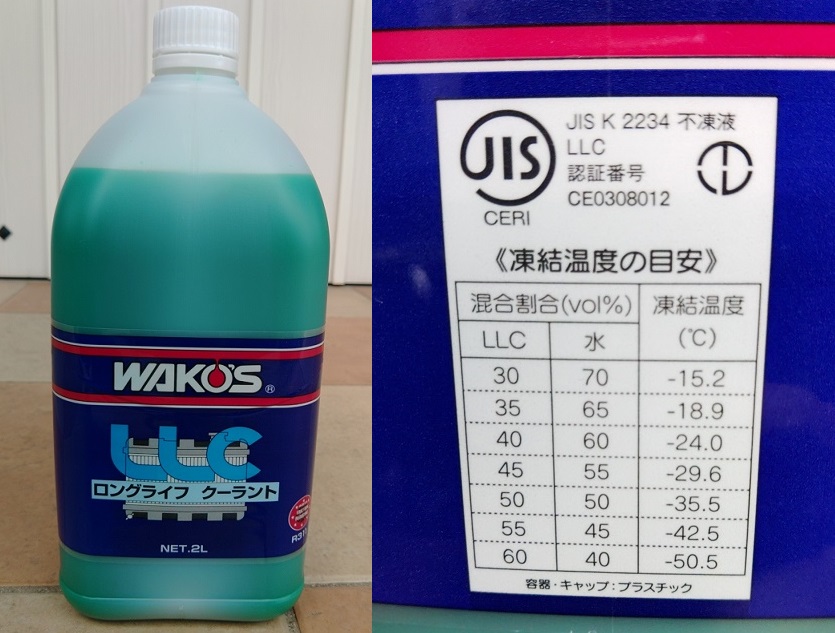 WAKO'S®
LLC
ロングライフ クーラント
NET.2L
JIS
CERI
JIS K 2234 不凍液
LLC
認証番号
CE0308012
《凍結温度の目安》
混合割合(vol%) 凍結温度
LLC 水 (℃)
30 70 -15.2
35 65 -18.9
40 60 -24.0
45 55 -29.6
50 50 -35.5
55 45 -42.5
60 40 -50.5
容器・キャップ:プラスチック